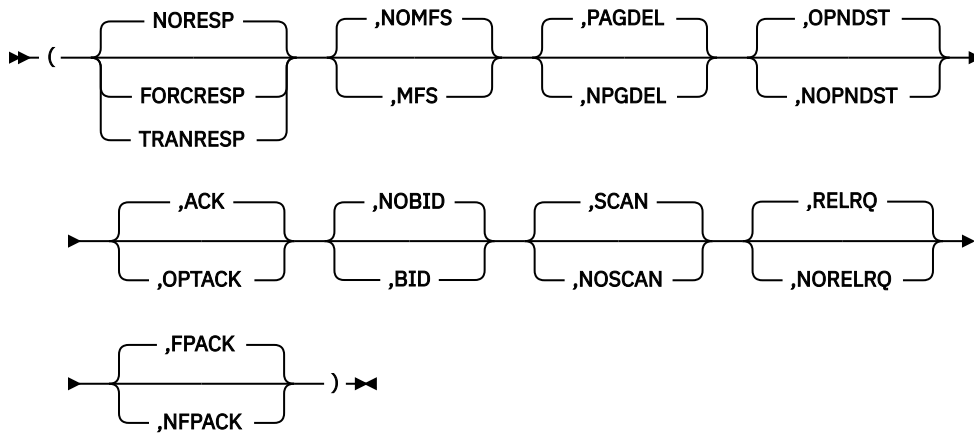 NORESP ,NOMFS ,PAGDEL ,OPNDST
(
FORCRESP ,MFS ,NPGDEL ,NOPNDST
TRANRESP
,ACK ,NOBID ,SCAN ,RELRQ
,OPTACK ,BID ,NOSCAN ,NORELRQ
,FPACK
)
,NFPACK